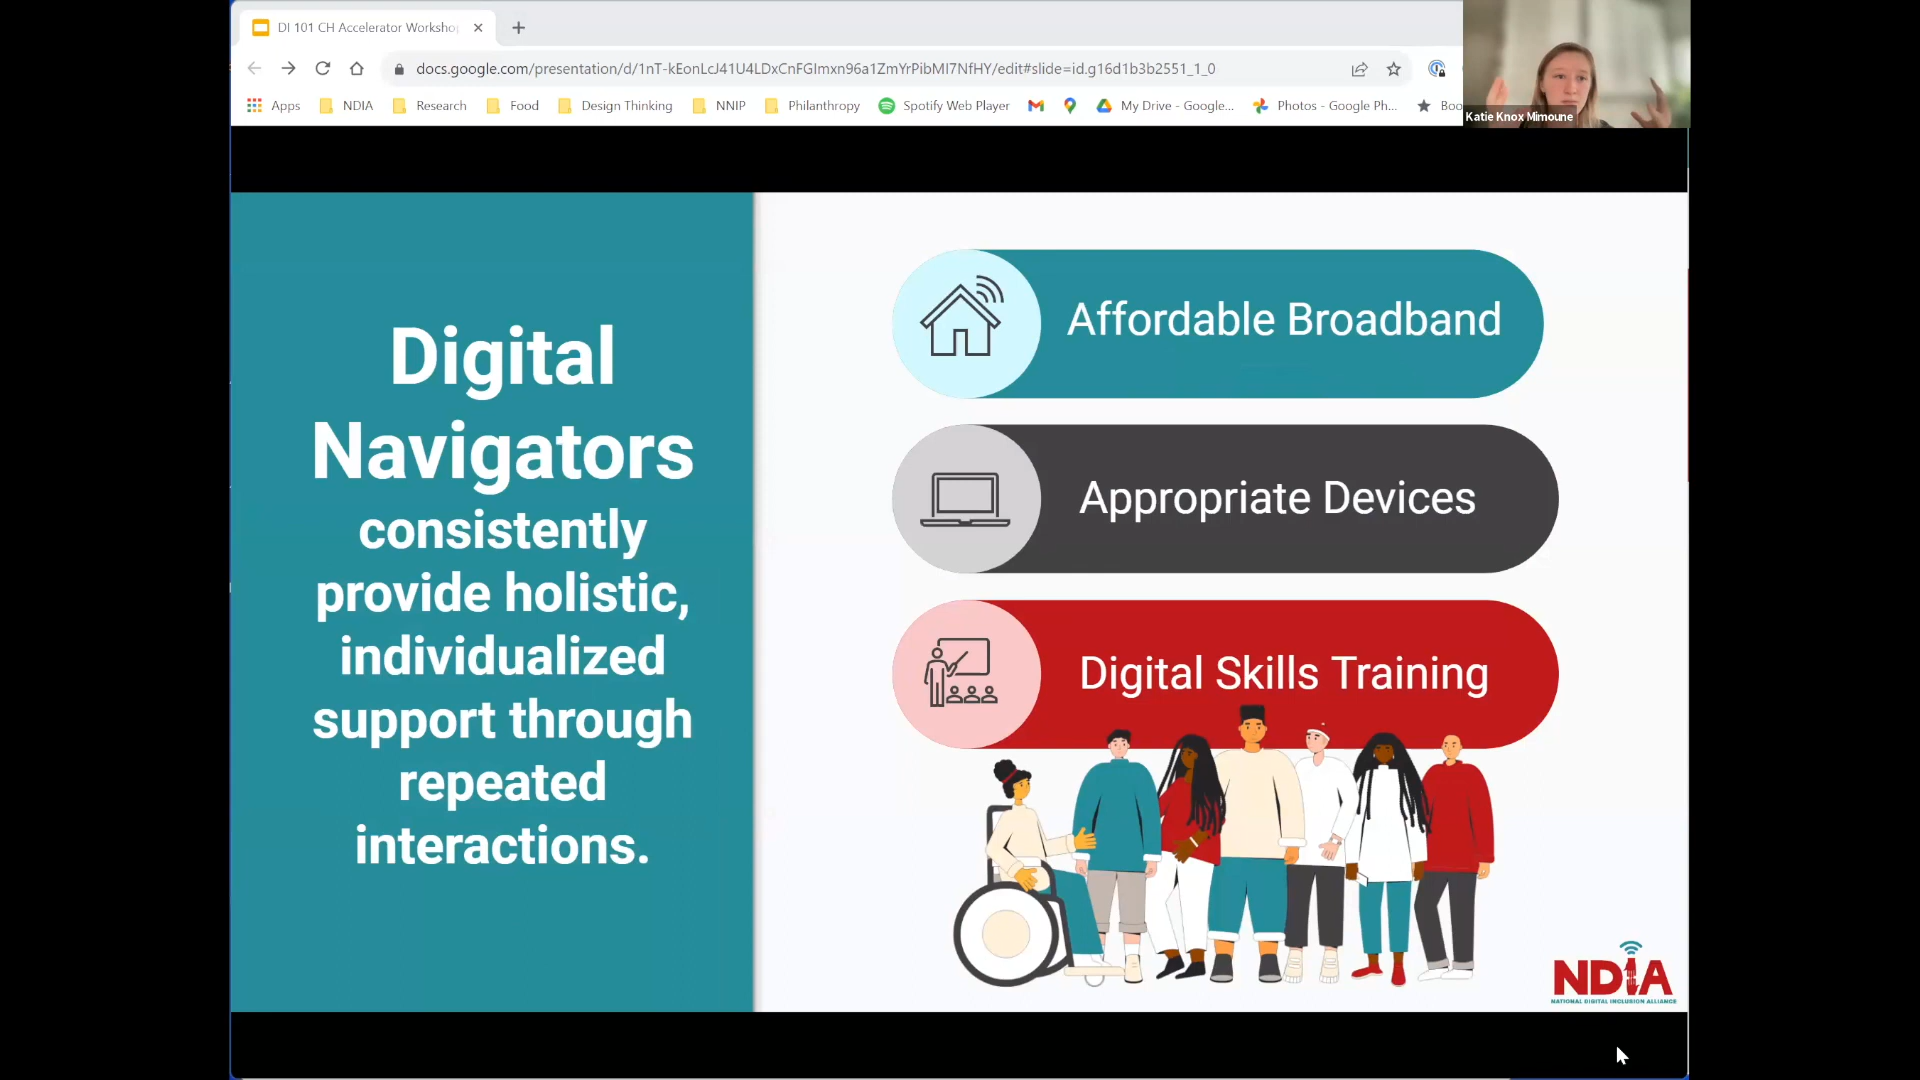 DI 101 CH Accelerator Worksho
docs.google.com/presentation/d/1nT-kEonLcJ41U4LDxCnFGImxn96a1ZmYrPibMI7NfHY/edit#slide=id.g16d1b3b2551_1_0
Apps NDIA Research Food Design Thinking NNIP Philanthropy Spotify Web Player My Drive - Google... Photos - Google Ph... Boo
Katie Knox Mimoune
Digital
Navigators
consistently
provide holistic,
individualized
support through
repeated
interactions.
Affordable Broadband
Appropriate Devices
Digital Skills Training
NDIA
NATIONAL DIGITAL INCLUSION ALLIANCE